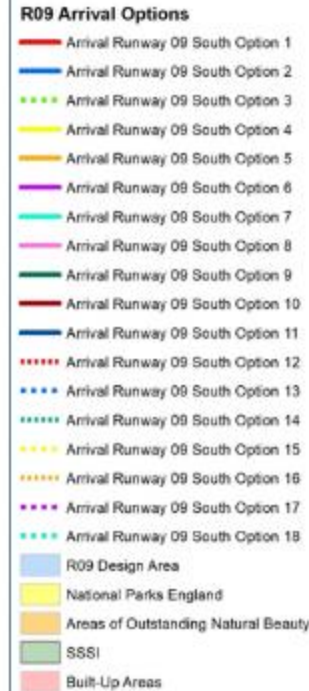 R09 Arrival Options
Arrival Runway 09 South Option 1
Arrival Runway 09 South Option 2
Arrival Runway 09 South Option 3
Arrival Runway 09 South Option 4
Arrival Runway 09 South Option 5
Arrival Runway 09 South Option 6
Arrival Runway 09 South Option 7
Arrival Runway 09 South Option 8
Arrival Runway 09 South Option 9
Arrival Runway 09 South Option 10
Arrival Runway 09 South Option 11
Arrival Runway 09 South Option 12
Arrival Runway 09 South Option 13
Arrival Runway 09 South Option 14
Arrival Runway 09 South Option 15
Arrival Runway 09 South Option 16
Arrival Runway 09 South Option 17
Arrival Runway 09 South Option 18
R09 Design Area
National Parks England
Areas of Outstanding Natural Beauty
SSSI
Built-Up Areas